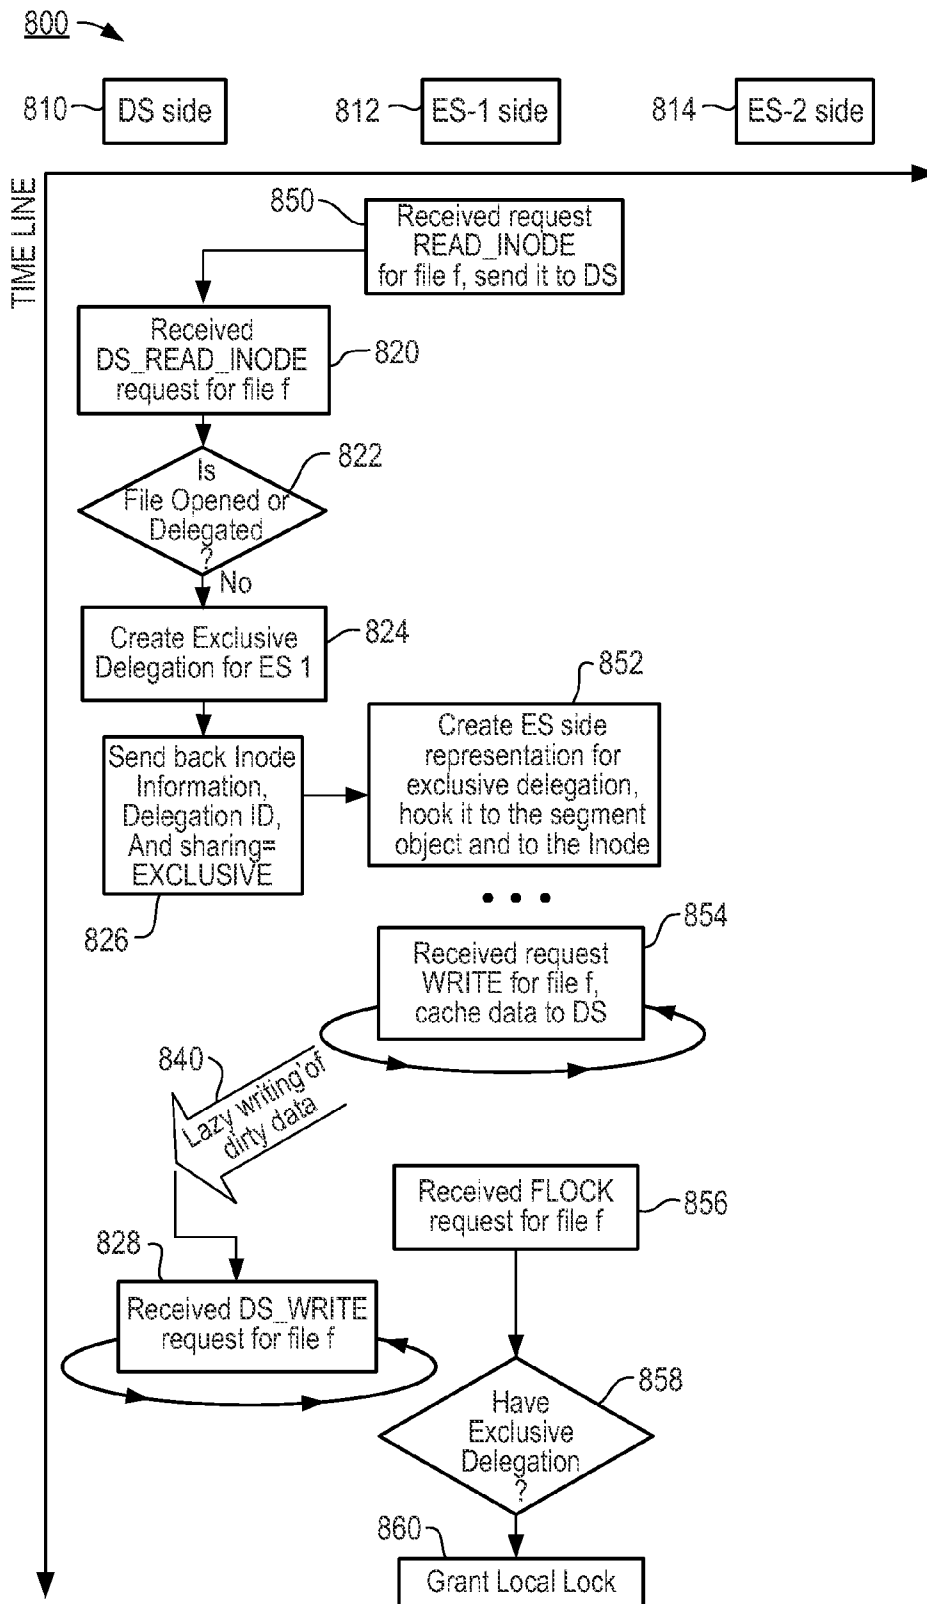 800
810
DS side
812
ES-1 side
814
ES-2 side
TIME LINE
850
Received request
READ_INODE
for file f, send it to DS
Received
DS_READ_INODE
request for file f
820
Is
File Opened or
Delegated
?
822
No
Create Exclusive
Delegation for ES 1
824
852
Create ES side
representation for
exclusive delegation,
hook it to the segment
object and to the Inode
Send back Inode
Information,
Delegation ID,
And sharing=
EXCLUSIVE
826
• • •
854
Received request
WRITE for file f,
cache data to DS
840
Lazy writing of
dirty data
Received FLOCK
request for file f
856
828
Received DS_WRITE
request for file f
Have
Exclusive
Delegation
?
858
860
Grant Local Lock